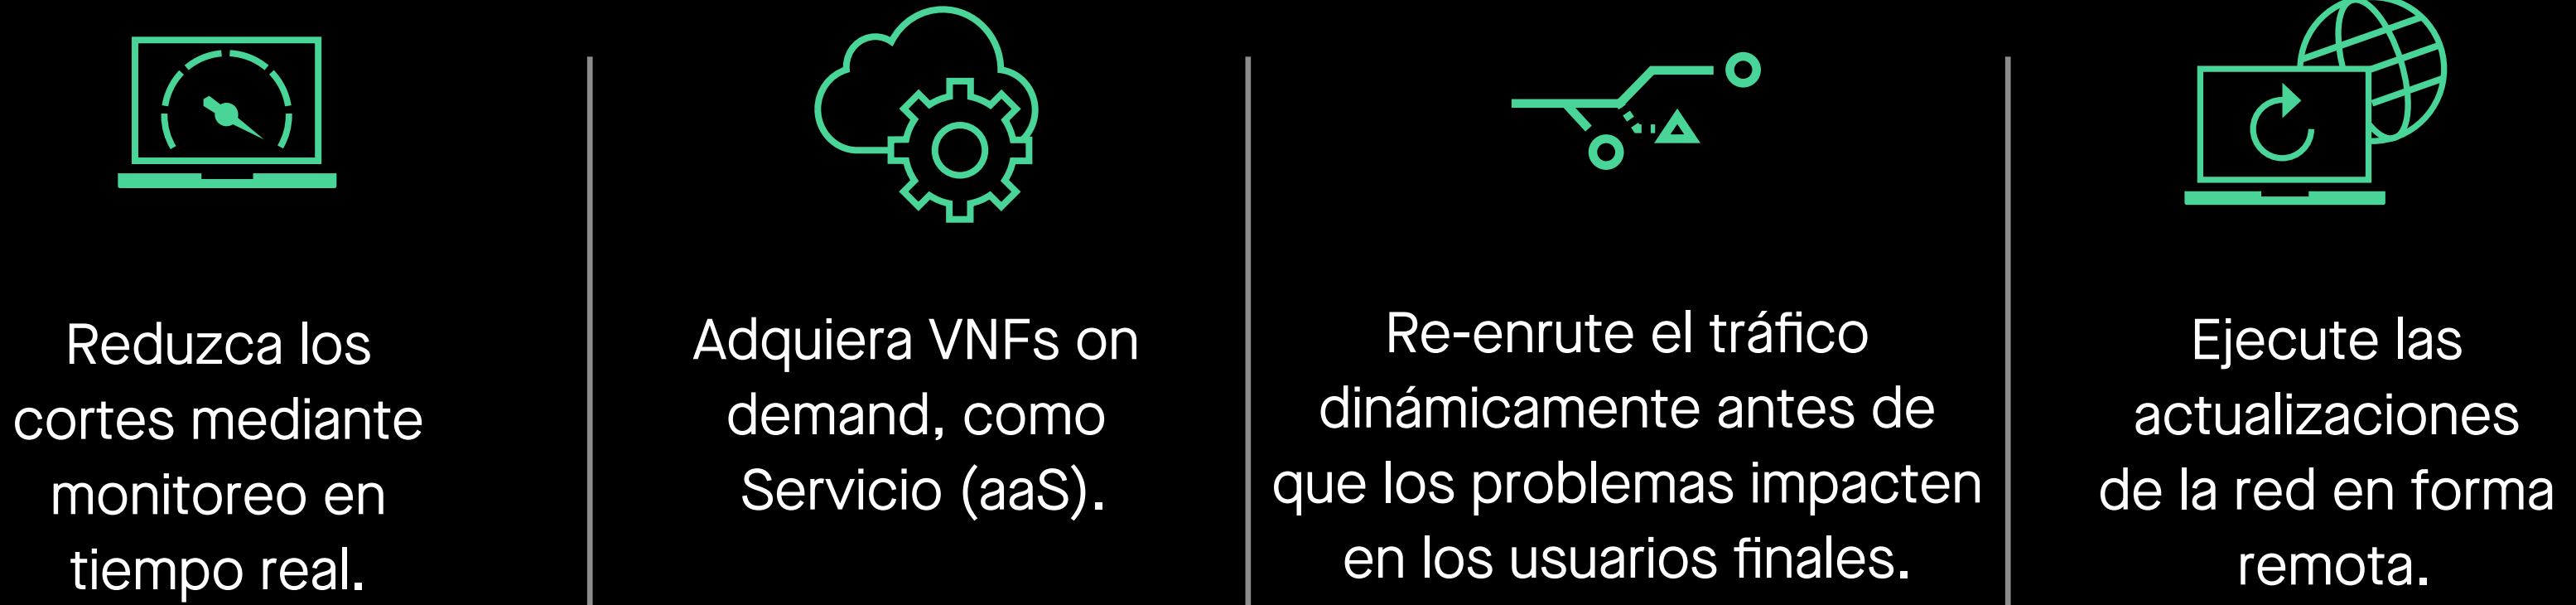 Reduzca los
cortes mediante
monitoreo en
tiempo real.
Adquiera VNFs on
demand, como
Servicio (aaS).
Re-enrute el tráfico
dinámicamente antes de
que los problemas impacten
en los usuarios finales.
Ejecute las
actualizaciones
de la red en forma
remota.